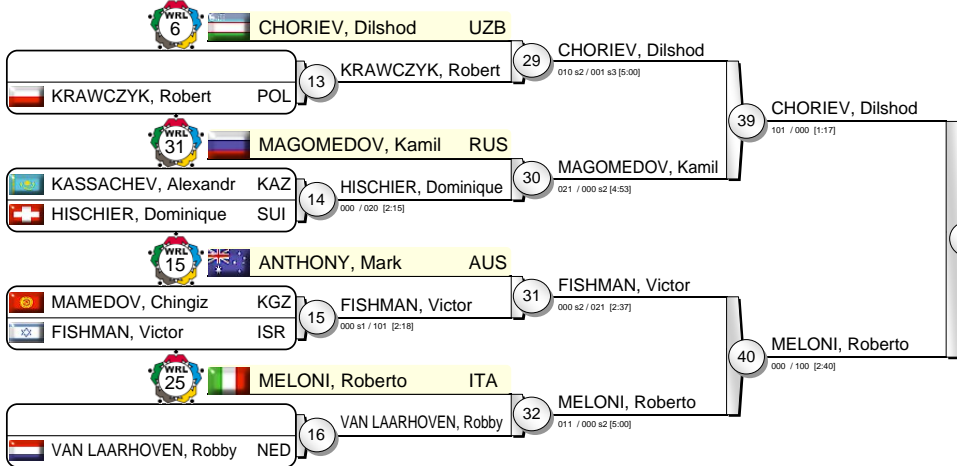 WRL
6
CHORIEV, Dilshod UZB
KRAWCZYK, Robert POL
13
KRAWCZYK, Robert
29
CHORIEV, Dilshod
010 s2 / 001 s3 [5:00]
WRL
31
MAGOMEDOV, Kamil RUS
KASSACHEV, Alexandr KAZ
HISCHIER, Dominique SUI
14
HISCHIER, Dominique
000 / 020 [2:15]
30
MAGOMEDOV, Kamil
021 / 000 s2 [4:53]
39
CHORIEV, Dilshod
101 / 000 [1:17]
WRL
15
ANTHONY, Mark AUS
MAMEDOV, Chingiz KGZ
FISHMAN, Victor ISR
15
FISHMAN, Victor
000 s1 / 101 [2:18]
31
FISHMAN, Victor
000 s2 / 021 [2:37]
WRL
25
MELONI, Roberto ITA
VAN LAARHOVEN, Robby NED
16
VAN LAARHOVEN, Robby
32
MELONI, Roberto
011 / 000 s2 [5:00]
40
MELONI, Roberto
000 / 100 [2:40]